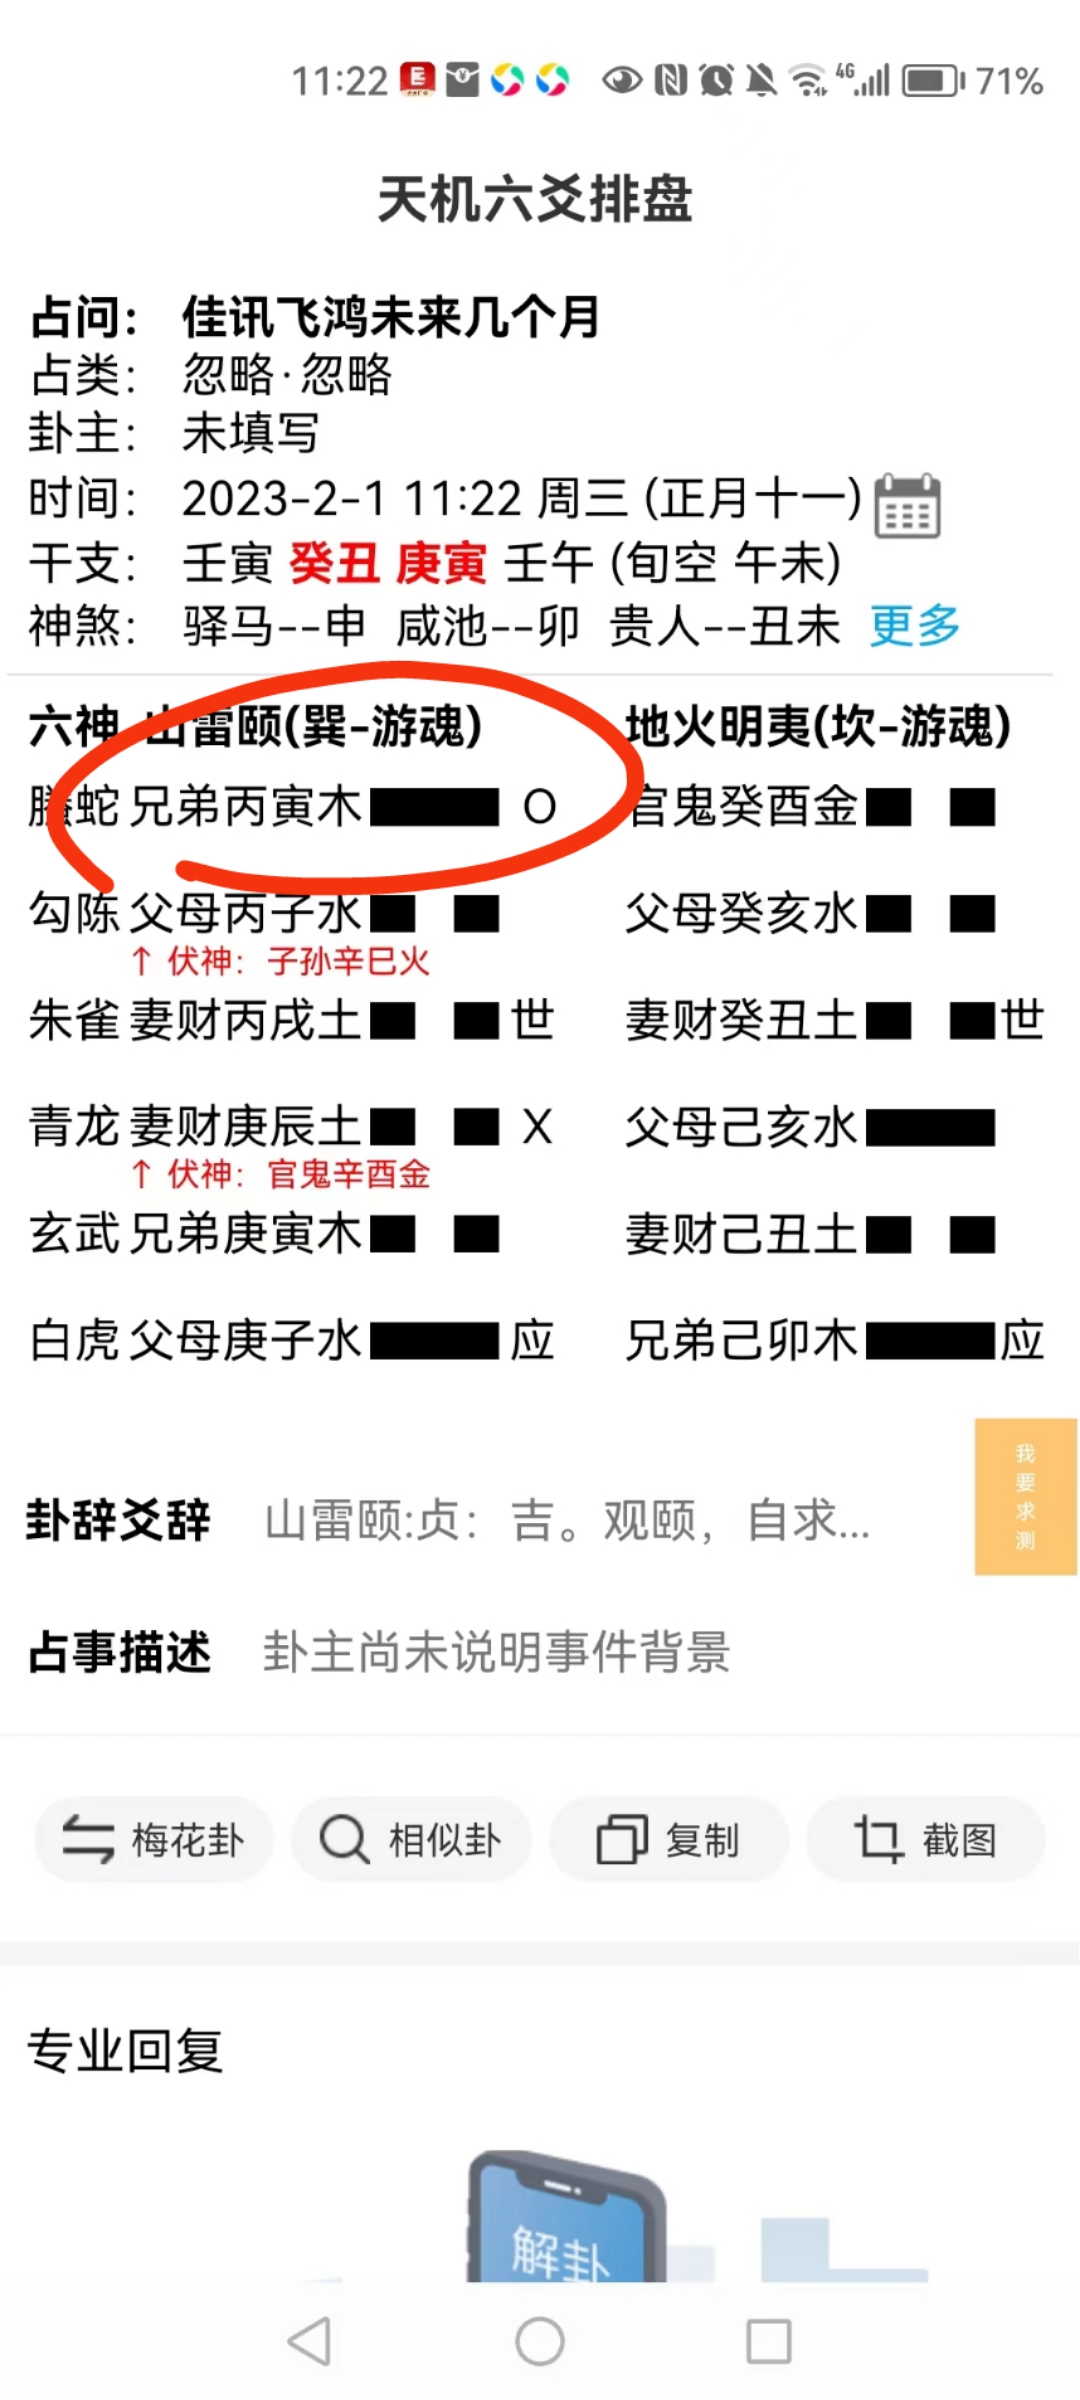 11:22 4G 71%
天机六爻排盘
占问： 佳讯飞鸿未来几个月
占类： 忽略·忽略
卦主： 未填写
时间： 2023-2-1 11:22 周三 (正月十一)
干支： 壬寅 癸丑 庚寅 壬午 (旬空 午未)
神煞： 驿马--申 咸池--卯 贵人--丑未 更多
六神 山雷颐(巽-游魂) 地火明夷(坎-游魂)
螣蛇 兄弟丙寅木 O 官鬼癸酉金
勾陈 父母丙子水 父母癸亥水
↑ 伏神：子孙辛巳火
朱雀 妻财丙戌土 世 妻财癸丑土 世
青龙 妻财庚辰土 X 父母己亥水
↑ 伏神：官鬼辛酉金
玄武 兄弟庚寅木 妻财己丑土
白虎 父母庚子水 应 兄弟己卯木 应
我要求测
卦辞爻辞 山雷颐:贞：吉。观颐，自求...
占事描述 卦主尚未说明事件背景
梅花卦 相似卦 复制 截图
专业回复
解卦